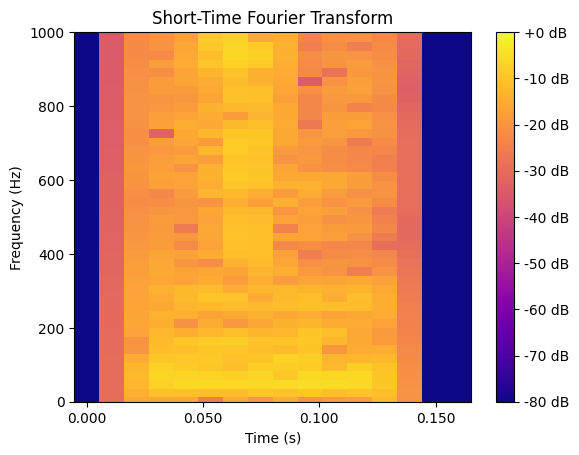 Short-Time Fourier Transform
1000
800
600
400
200
0
Frequency (Hz)
0.000
0.050
0.100
0.150
Time (s)
+0 dB
-10 dB
-20 dB
-30 dB
-40 dB
-50 dB
-60 dB
-70 dB
-80 dB